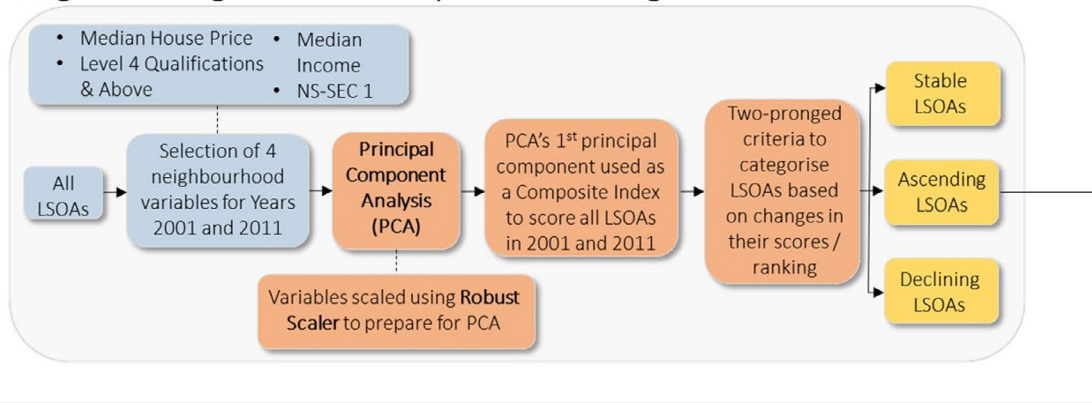 • Median House Price
• Level 4 Qualifications
& Above
• Median
Income
• NS-SEC 1
All
LSOAs
Selection of 4
neighbourhood
variables for Years
2001 and 2011
Principal
Component
Analysis
(PCA)
Variables scaled using Robust
Scaler to prepare for PCA
PCA's 1st principal
component used as
a Composite Index
to score all LSOAs
in 2001 and 2011
Two-pronged
criteria to
categorise
LSOAs based
on changes in
their scores /
ranking
Stable
LSOAs
Ascending
LSOAs
Declining
LSOAs